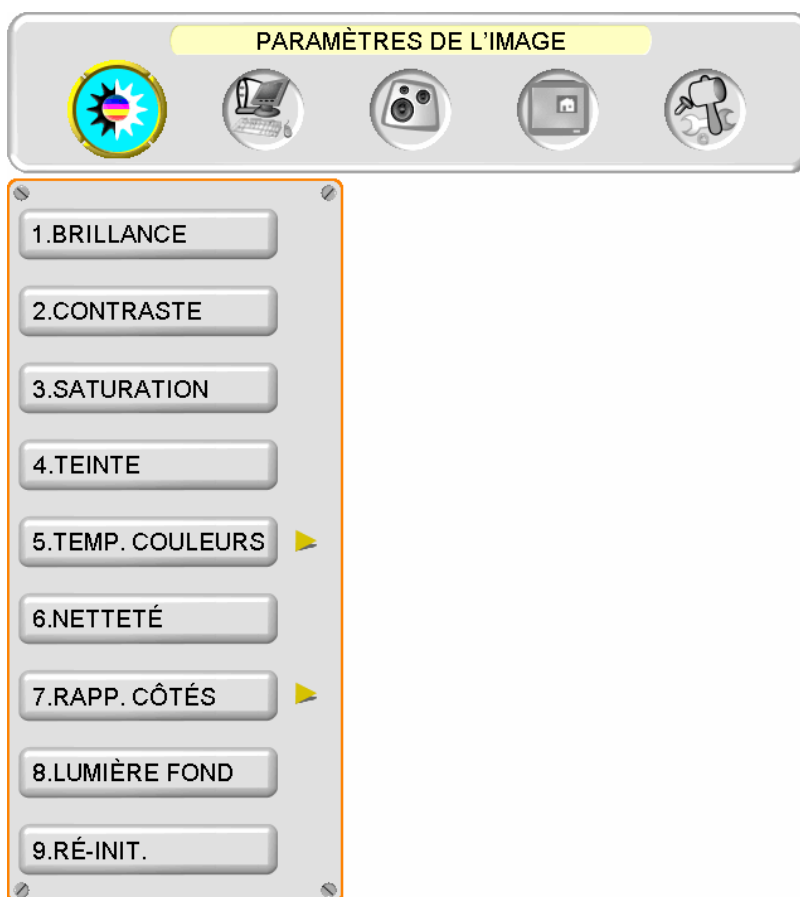 PARAMÈTRES DE L'IMAGE
1.BRILLANCE
2.CONTRASTE
3.SATURATION
4.TEINTE
5.TEMP. COULEURS
6.NETTETÉ
7.RAPP. CÔTÉS
8.LUMIÈRE FOND
9.RÉ-INIT.